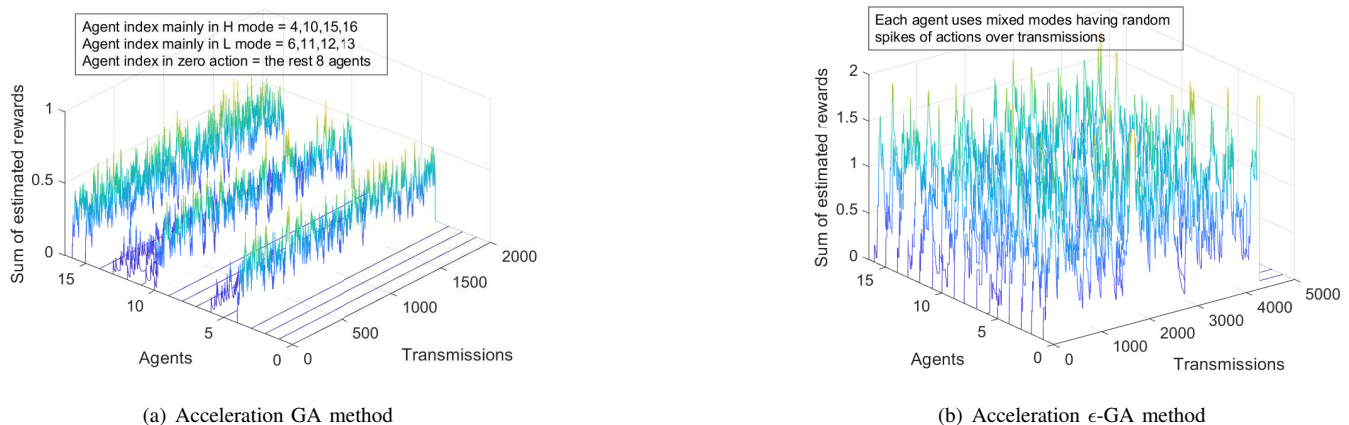 Agent index mainly in H mode = 4,10,15,16
Agent index mainly in L mode = 6,11,12,13
Agent index in zero action = the rest 8 agents
1
0.5
0
Sum of estimated rewards
15
10
5
0
Agents
0
500
1000
1500
2000
Transmissions
(a) Acceleration GA method
Each agent uses mixed modes having random
spikes of actions over transmissions
2
1.5
1
0.5
0
Sum of estimated rewards
15
10
5
0
Agents
0
1000
2000
3000
4000
5000
Transmissions
(b) Acceleration ϵ-GA method